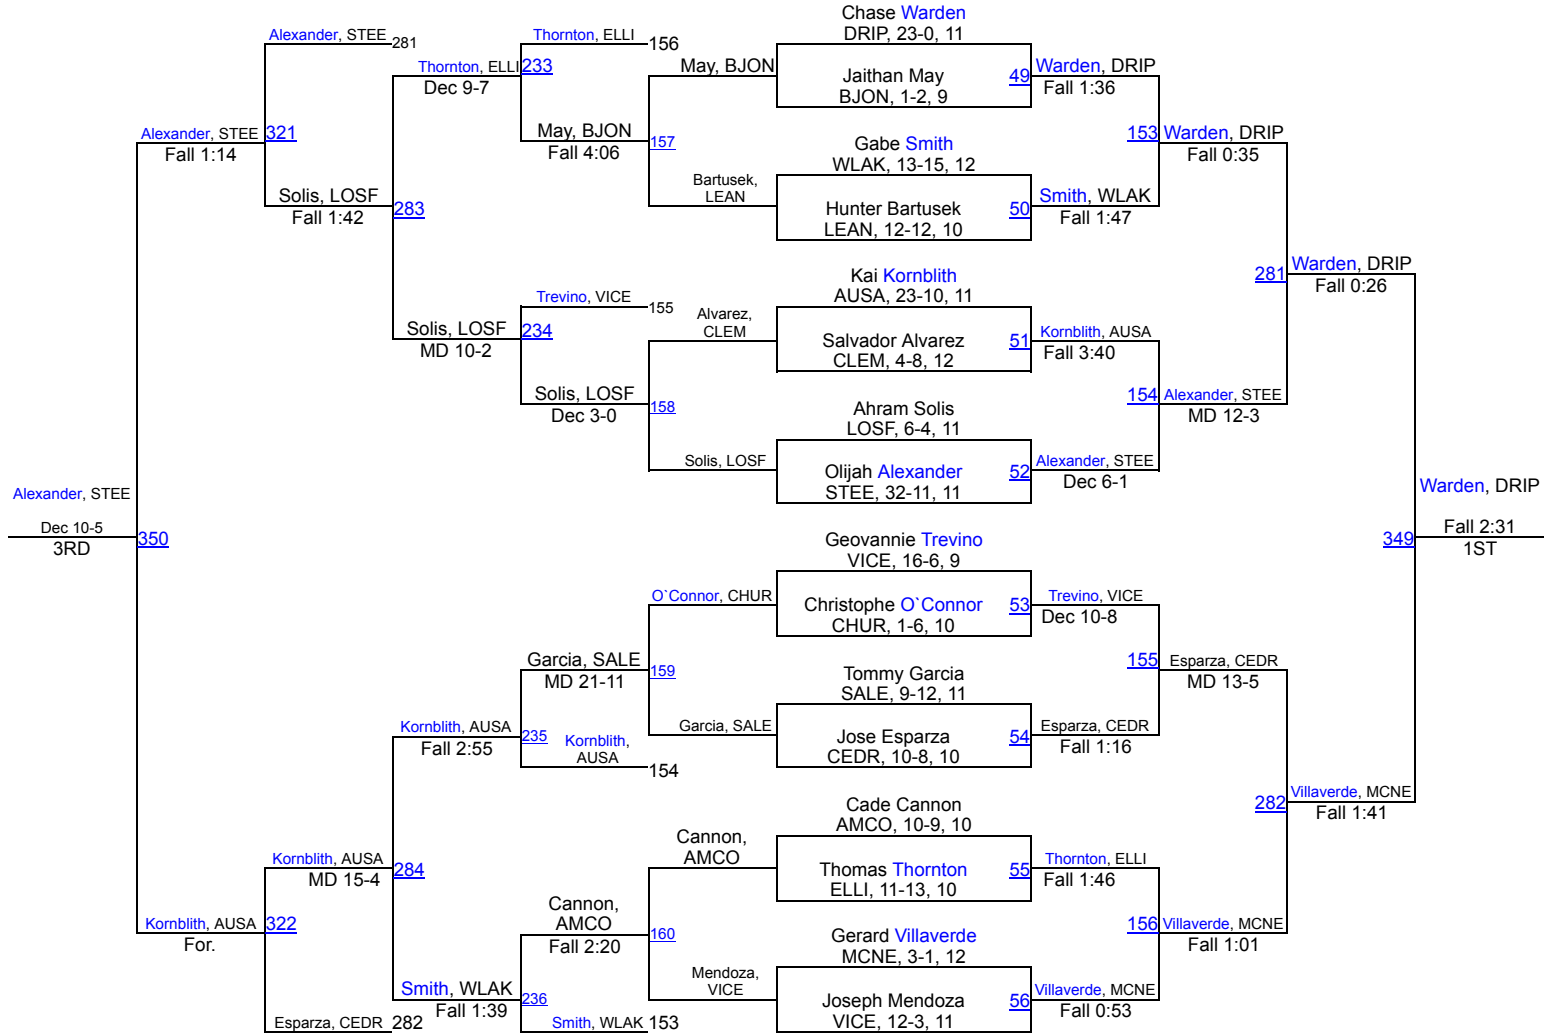 Chase Warden
DRIP, 23-0, 11
Alexander, STEE 281
Thornton, ELLI 156
Thornton, ELLI 233
Dec 9-7
May, BJON
Jaithan May
BJON, 1-2, 9
49
Warden, DRIP
Fall 1:36
Alexander, STEE 321
Fall 1:14
May, BJON 157
Fall 4:06
Gabe Smith
WLAK, 13-15, 12
153
Warden, DRIP
Fall 0:35
Solis, LOSF 283
Fall 1:42
Bartusek,
LEAN
Hunter Bartusek
LEAN, 12-12, 10
50
Smith, WLAK
Fall 1:47
Kai Kornblith
AUSA, 23-10, 11
281
Warden, DRIP
Fall 0:26
Trevino, VICE 155
Solis, LOSF 234
MD 10-2
Alvarez,
CLEM
Salvador Alvarez
CLEM, 4-8, 12
51
Kornblith, AUSA
Fall 3:40
Solis, LOSF 158
Dec 3-0
Ahram Solis
LOSF, 6-4, 11
154
Alexander, STEE
MD 12-3
Solis, LOSF
Olijah Alexander
STEE, 32-11, 11
52
Alexander, STEE
Dec 6-1
Alexander, STEE
Dec 10-5
3RD
350
Geovannie Trevino
VICE, 16-6, 9
349
Warden, DRIP
Fall 2:31
1ST
O`Connor, CHUR
Christophe O`Connor
CHUR, 1-6, 10
53
Trevino, VICE
Dec 10-8
Garcia, SALE 159
MD 21-11
Tommy Garcia
SALE, 9-12, 11
155
Esparza, CEDR
MD 13-5
Kornblith, AUSA 235
Fall 2:55
Kornblith,
AUSA
154
Garcia, SALE
Jose Esparza
CEDR, 10-8, 10
54
Esparza, CEDR
Fall 1:16
Cade Cannon
AMCO, 10-9, 10
282
Villaverde, MCNE
Fall 1:41
Kornblith, AUSA 284
MD 15-4
Cannon,
AMCO
Thomas Thornton
ELLI, 11-13, 10
55
Thornton, ELLI
Fall 1:46
Kornblith, AUSA 322
For.
Cannon,
AMCO
Fall 2:20
160
Gerard Villaverde
MCNE, 3-1, 12
156
Villaverde, MCNE
Fall 1:01
Smith, WLAK 236
Fall 1:39
Mendoza,
VICE
Joseph Mendoza
VICE, 12-3, 11
56
Villaverde, MCNE
Fall 0:53
Esparza, CEDR 282
Smith, WLAK 153